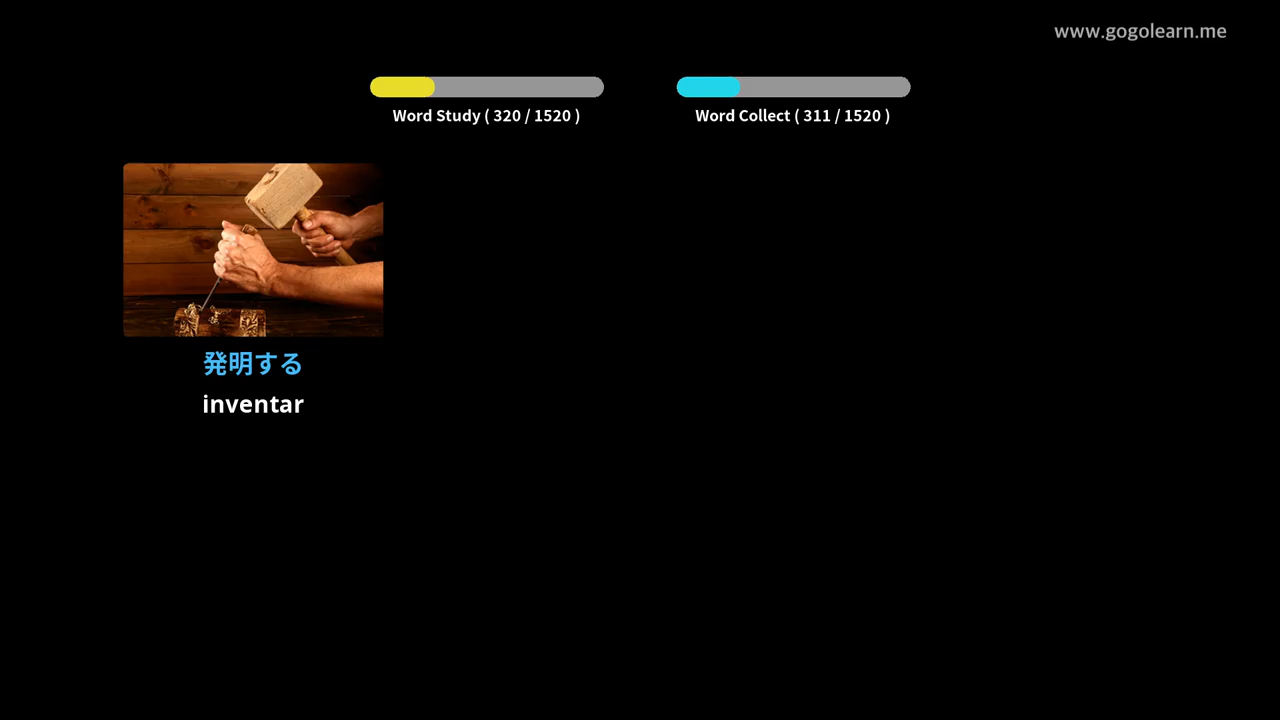 www.gogolearn.me
Word Study ( 320 / 1520 )
Word Collect ( 311 / 1520 )
発明する
inventar